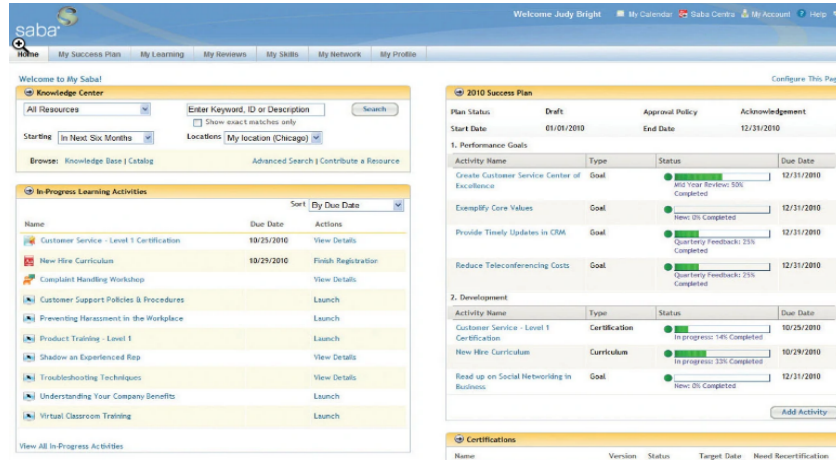 saba
Welcome Judy Bright My Calendar Saba Centra My Account Help
Home My Success Plan My Learning My Reviews My Skills My Network My Profile
Welcome to My Saba!
Configure This Pag
Knowledge Center
All Resources Enter Keyword, ID or Description Search
Show exact matches only
Starting In Next Six Months Locations My location (Chicago)
Browse: Knowledge Base | Catalog Advanced Search | Contribute a Resource
In-Progress Learning Activities
Sort By Due Date
Name Due Date Actions
Customer Service - Level 1 Certification 10/25/2010 View Details
New Hire Curriculum 10/29/2010 Finish Registration
Complaint Handling Workshop View Details
Customer Support Policies & Procedures Launch
Preventing Harassment in the Workplace Launch
Product Training - Level 1 Launch
Shadow an Experienced Rep View Details
Troubleshooting Techniques View Details
Understanding Your Company Benefits Launch
Virtual Classroom Training Launch
View All In-Progress Activities
2010 Success Plan
Plan Status Draft Approval Policy Acknowledgement
Start Date 01/01/2010 End Date 12/31/2010
1. Performance Goals
Activity Name Type Status Due Date
Create Customer Service Center of Goal 12/31/2010
Excellence Mid Year Review: 50%
Completed
Exemplify Core Values Goal 12/31/2010
New: 0% Completed
Provide Timely Updates in CRM Goal 12/31/2010
Quarterly Feedback: 25%
Completed
Reduce Teleconferencing Costs Goal 12/31/2010
Quarterly Feedback: 25%
Completed
2. Development
Activity Name Type Status Due Date
Customer Service - Level 1 Certification 10/25/2010
Certification In progress: 14% Completed
New Hire Curriculum Curriculum 10/29/2010
In progress: 33% Completed
Read up on Social Networking in Goal 12/31/2010
Business New: 0% Completed
Add Activity
Certifications
Name Version Status Target Date Need Recertification